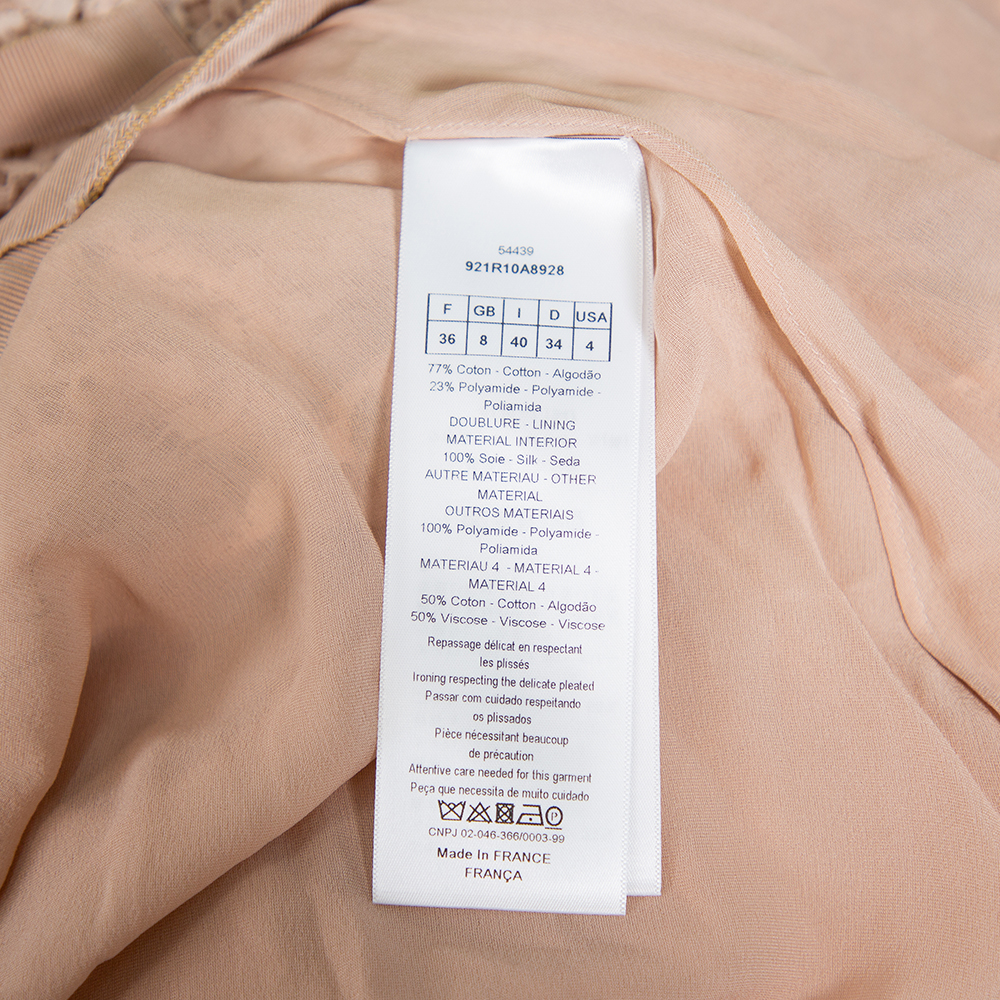 54439
921R10A8928
F GB I D USA
36 8 40 34 4
77% Coton - Cotton - Algodão
23% Polyamide - Polyamide -
Poliamida
DOUBLURE - LINING
MATERIAL INTERIOR
100% Soie - Silk - Seda
AUTRE MATERIAU - OTHER
MATERIAL
OUTROS MATERIAIS
100% Polyamide - Polyamide -
Poliamida
MATERIAU 4 - MATERIAL 4 -
MATERIAL 4
50% Coton - Cotton - Algodão
50% Viscose - Viscose - Viscose
Repassage délicat en respectant
les plissés
Ironing respecting the delicate pleated
Passar com cuidado respeitando
os plissados
Pièce nécessitant beaucoup
de précaution
Attentive care needed for this garment
Peça que necessita de muito cuidado
P
CNPJ 02-046-366/0003-99
Made In FRANCE
FRANÇA